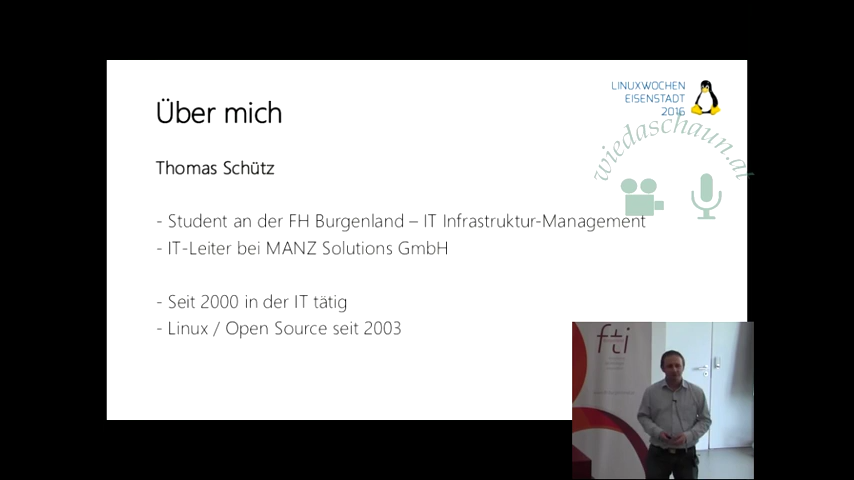 Über mich
LINUXWOCHEN
EISENSTADT
2016
wiedaschaun.at
Thomas Schütz
- Student an der FH Burgenland – IT Infrastruktur-Management
- IT-Leiter bei MANZ Solutions GmbH
- Seit 2000 in der IT tätig
- Linux / Open Source seit 2003
fti